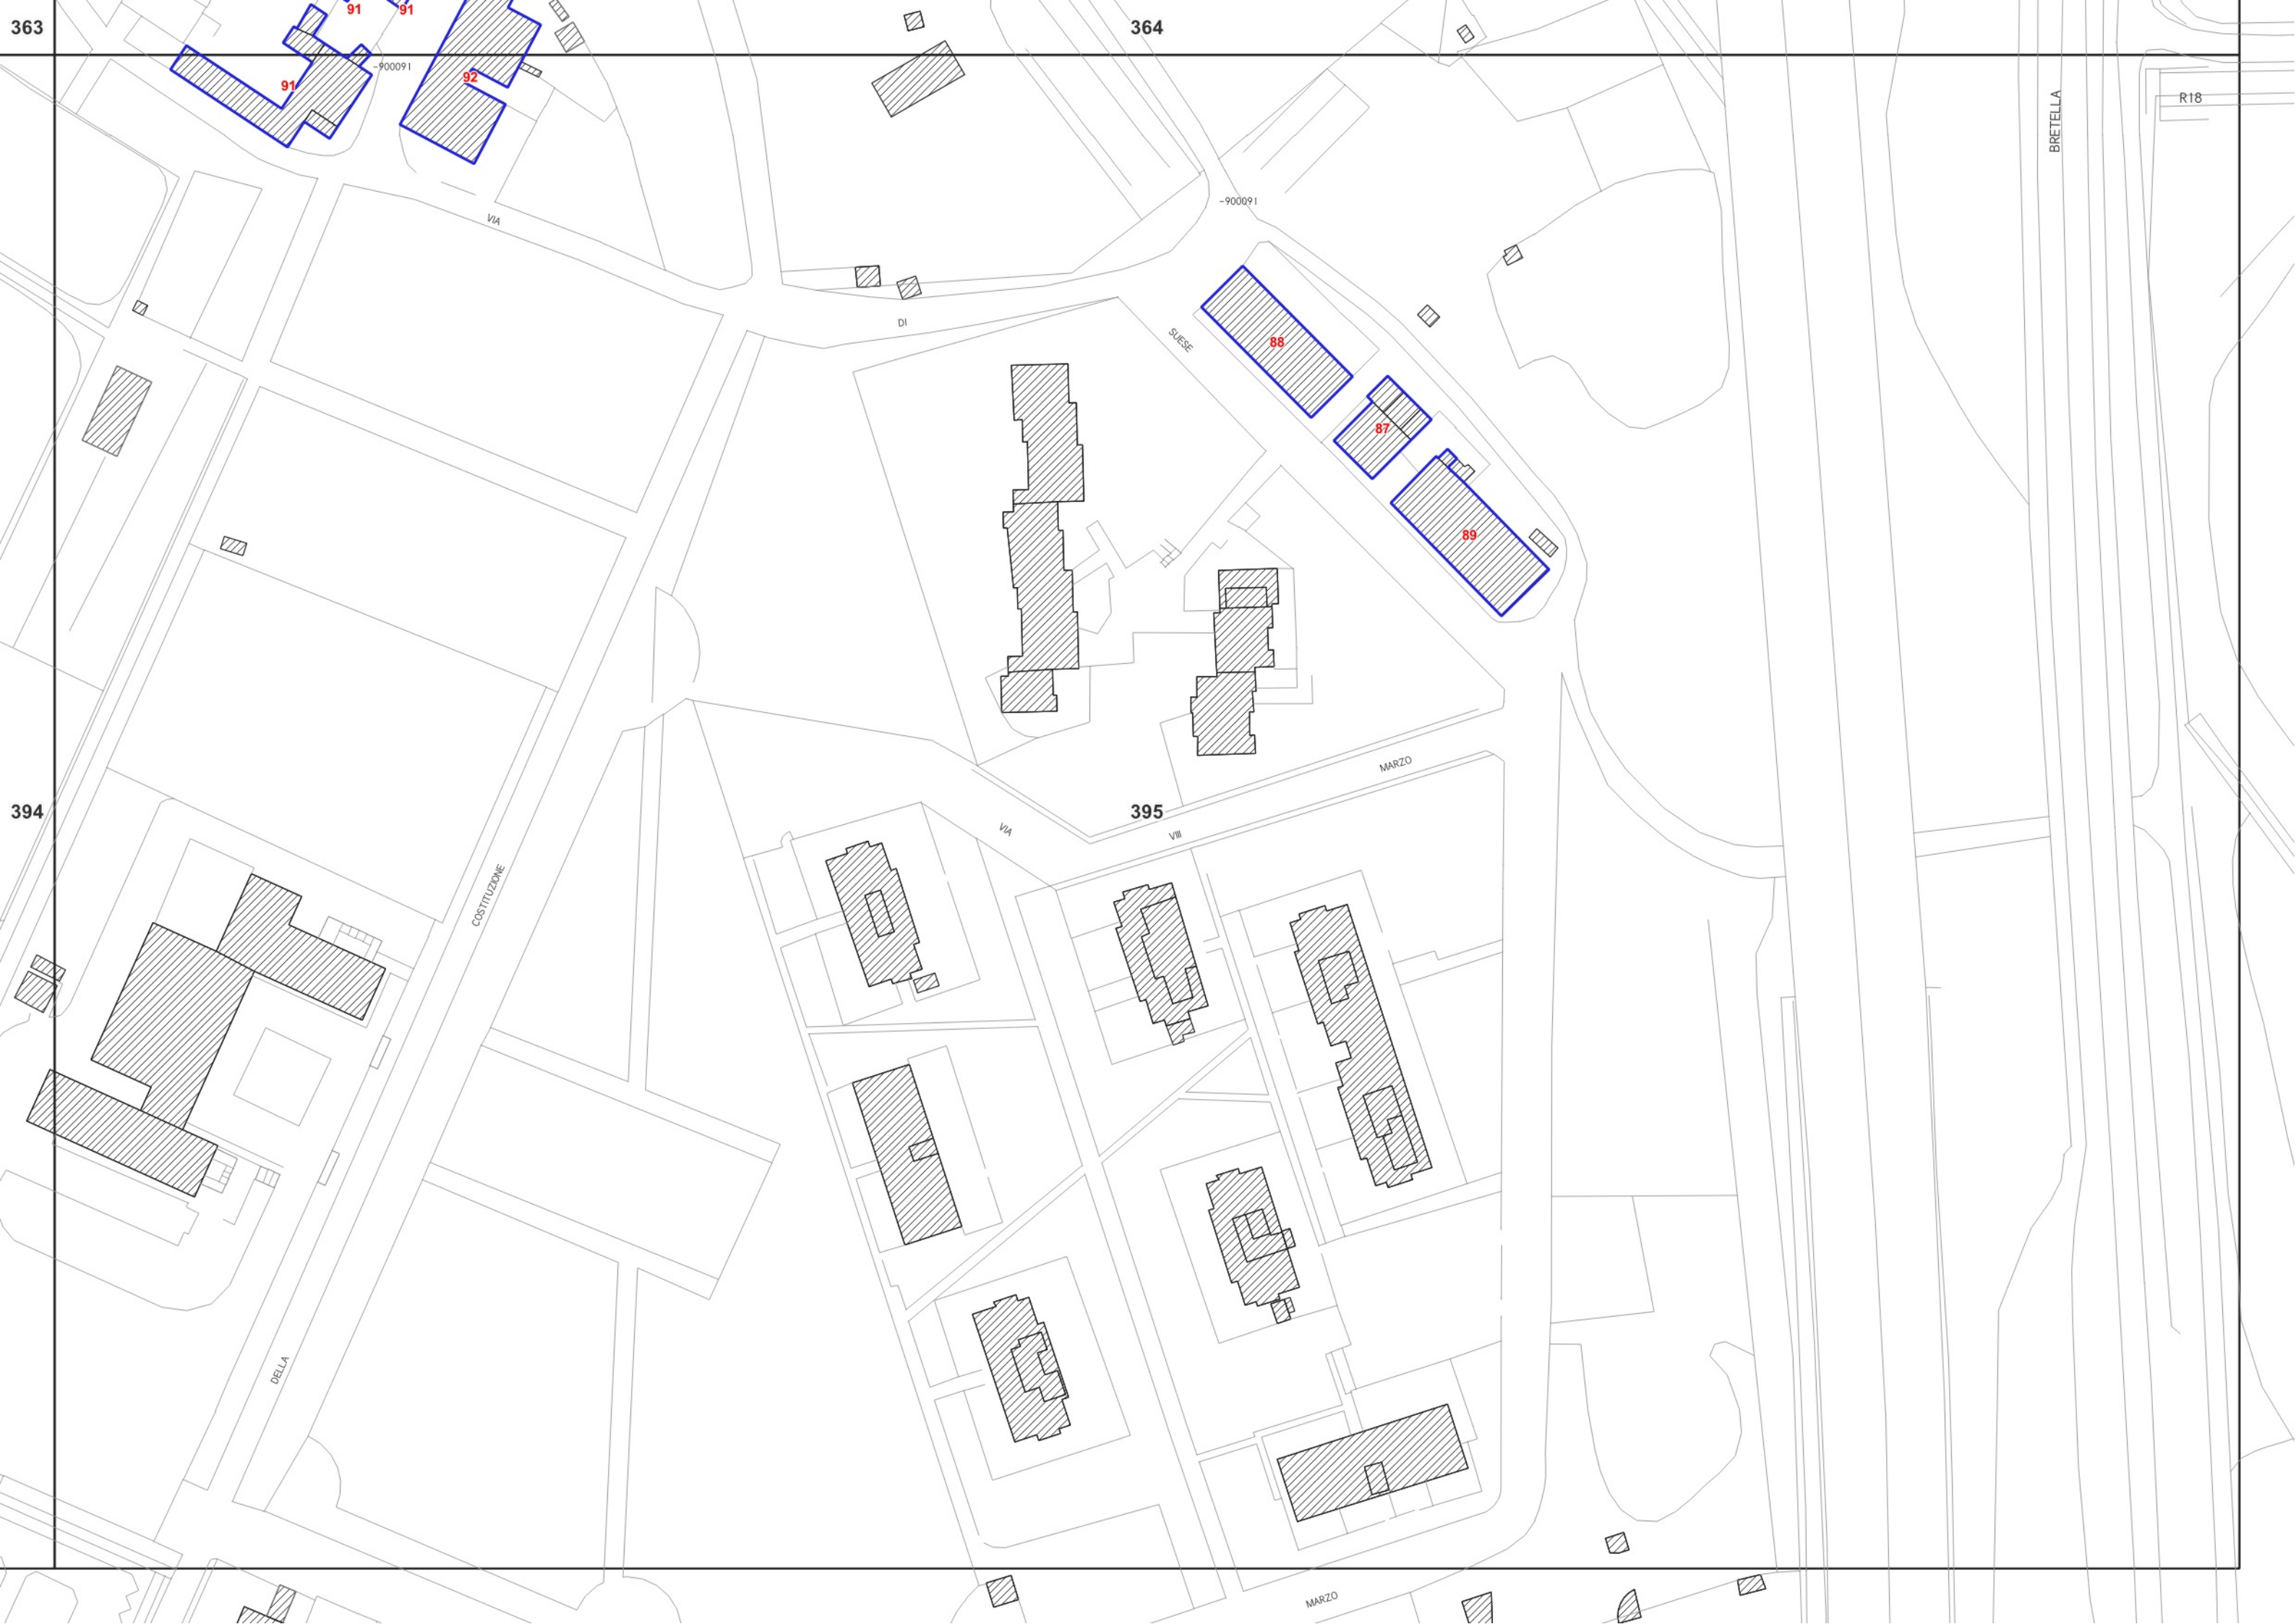 91
91
363
364
-900091
92
91
R18
BRETELLA
-900091
VIA
DI
SUESE
88
87
89
MARZO
394
395
VIA
VIII
COSTITUZIONE
DELLA
MARZO